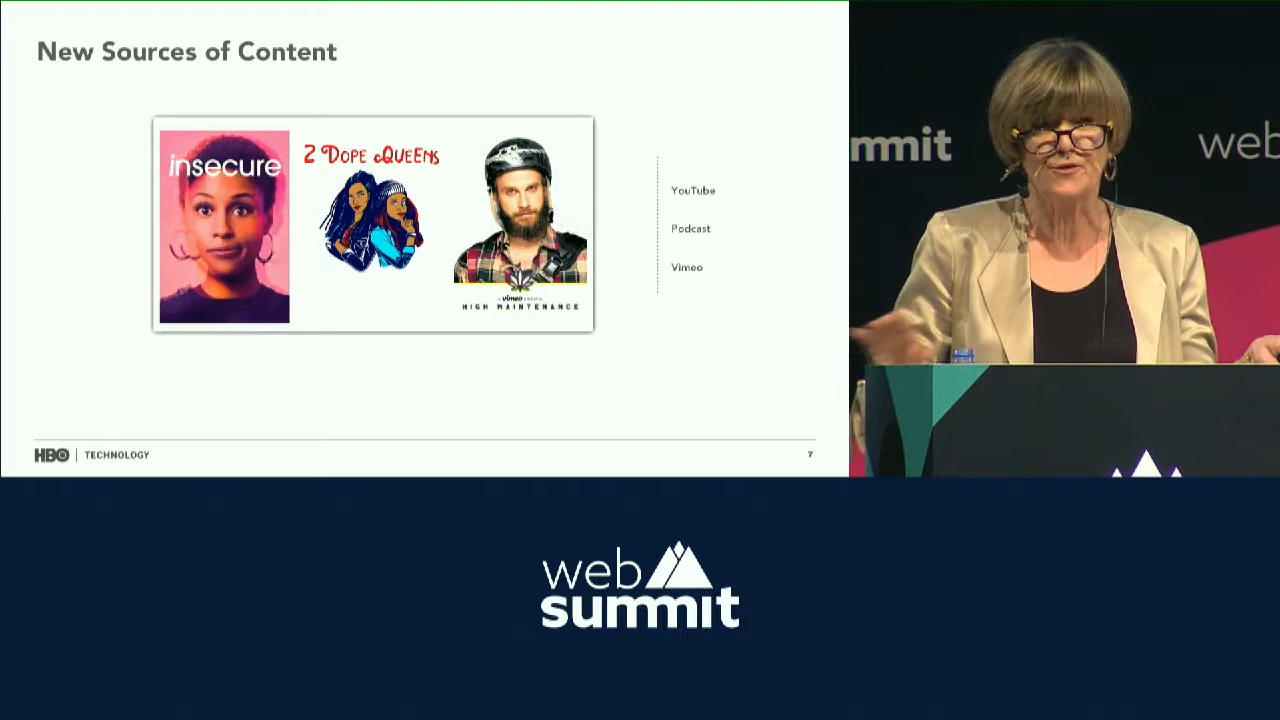 New Sources of Content
insecure
2 DOPE QUEENS
vimeo
HIGH MAINTENANCE
YouTube
Podcast
Vimeo
HBO | TECHNOLOGY
7
mmit
web
web
summit